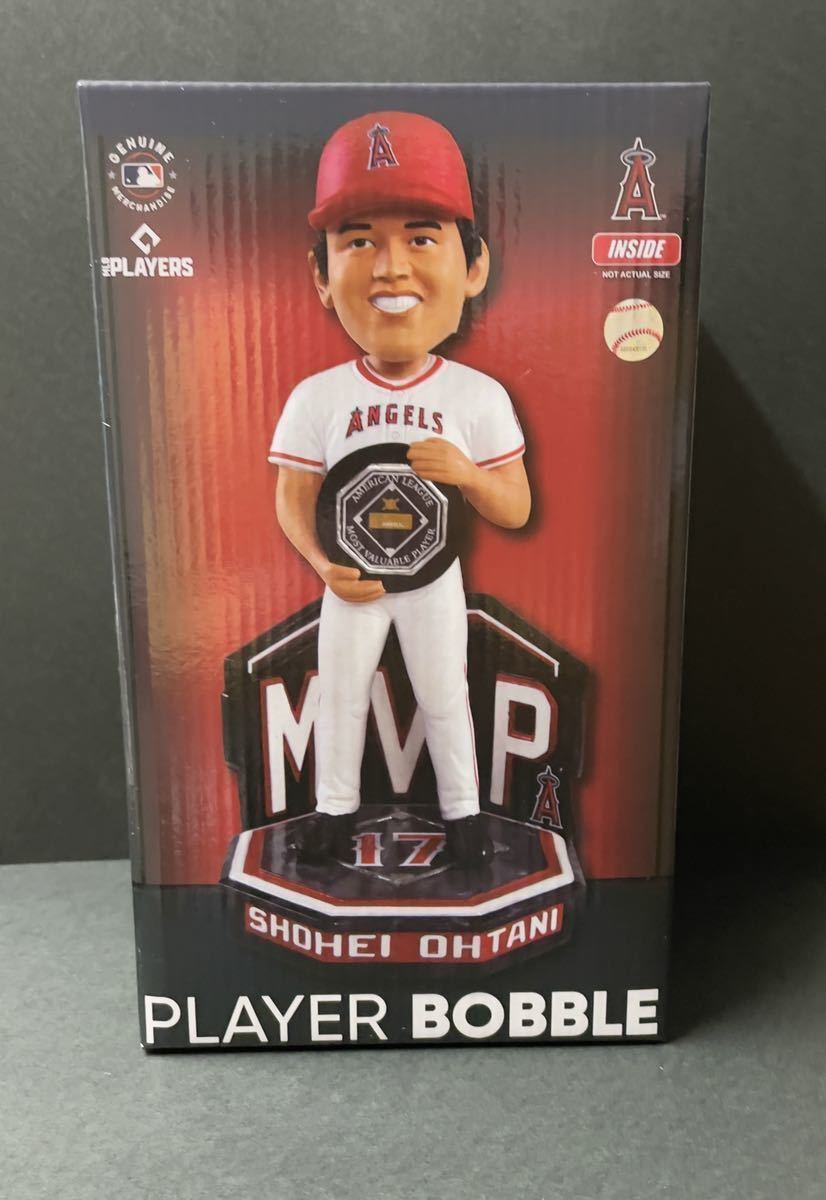 GENUINE
MERCHANDISE
MLB PLAYERS
A
INSIDE
NOT ACTUAL SIZE
A
ANGELS
AMERICAN LEAGUE
MOST VALUABLE PLAYER
MVP
A
17
SHOHEI OHTANI
PLAYER BOBBLE